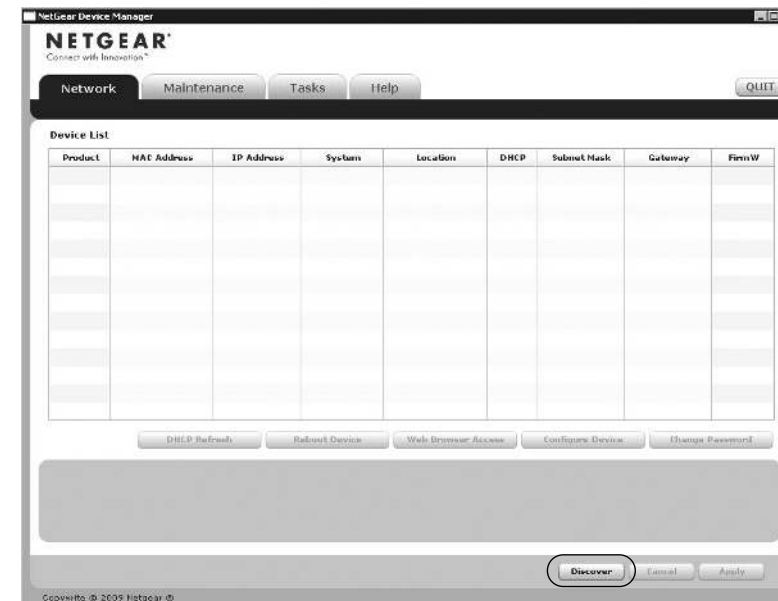 NetGear Device Manager
NETGEAR®
Connect with Innovation™
Network Maintenance Tasks Help QUIT
Device List
Product MAC Address IP Address System Location DHCP Subnet Mask Gateway FirmW
DHCP Refresh Reboot Device Web Browser Access Configure Device Change Password
Discover Cancel Apply
Copywrite © 2009 Netgear ©